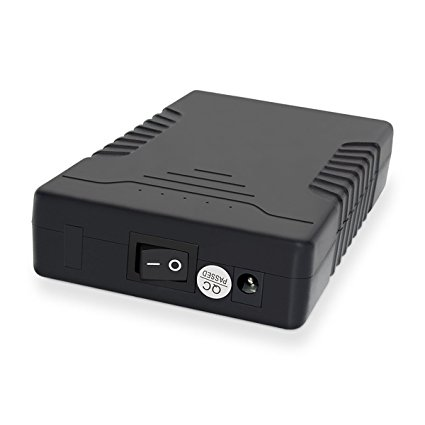 — O
QC
PASSED